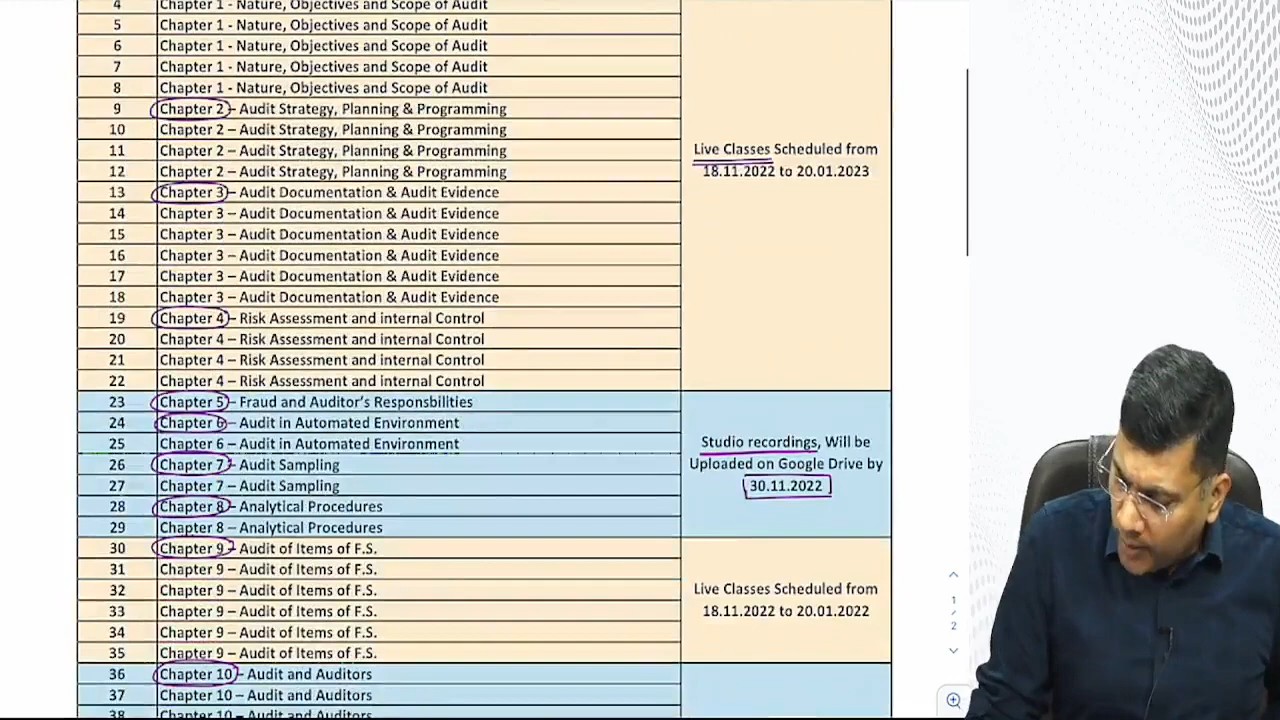 4 Chapter 1 - Nature, Objectives and Scope of Audit
5 Chapter 1 - Nature, Objectives and Scope of Audit
6 Chapter 1 - Nature, Objectives and Scope of Audit
7 Chapter 1 - Nature, Objectives and Scope of Audit
8 Chapter 1 - Nature, Objectives and Scope of Audit
9 Chapter 2 – Audit Strategy, Planning & Programming
10 Chapter 2 – Audit Strategy, Planning & Programming
11 Chapter 2 – Audit Strategy, Planning & Programming
12 Chapter 2 – Audit Strategy, Planning & Programming
13 Chapter 3 – Audit Documentation & Audit Evidence
14 Chapter 3 – Audit Documentation & Audit Evidence
15 Chapter 3 – Audit Documentation & Audit Evidence
16 Chapter 3 – Audit Documentation & Audit Evidence
17 Chapter 3 – Audit Documentation & Audit Evidence
18 Chapter 3 – Audit Documentation & Audit Evidence
19 Chapter 4 – Risk Assessment and internal Control
20 Chapter 4 – Risk Assessment and internal Control
21 Chapter 4 – Risk Assessment and internal Control
22 Chapter 4 – Risk Assessment and internal Control
Live Classes Scheduled from
18.11.2022 to 20.01.2023
23 Chapter 5 – Fraud and Auditor's Responsbilities
24 Chapter 6 – Audit in Automated Environment
25 Chapter 6 – Audit in Automated Environment
26 Chapter 7 – Audit Sampling
27 Chapter 7 – Audit Sampling
28 Chapter 8 – Analytical Procedures
29 Chapter 8 – Analytical Procedures
Studio recordings, Will be
Uploaded on Google Drive by
30.11.2022
30 Chapter 9 – Audit of Items of F.S.
31 Chapter 9 – Audit of Items of F.S.
32 Chapter 9 – Audit of Items of F.S.
33 Chapter 9 – Audit of Items of F.S.
34 Chapter 9 – Audit of Items of F.S.
35 Chapter 9 – Audit of Items of F.S.
Live Classes Scheduled from
18.11.2022 to 20.01.2022
36 Chapter 10 – Audit and Auditors
37 Chapter 10 – Audit and Auditors
38 Chapter 10 – Audit and Auditors
1
/
2